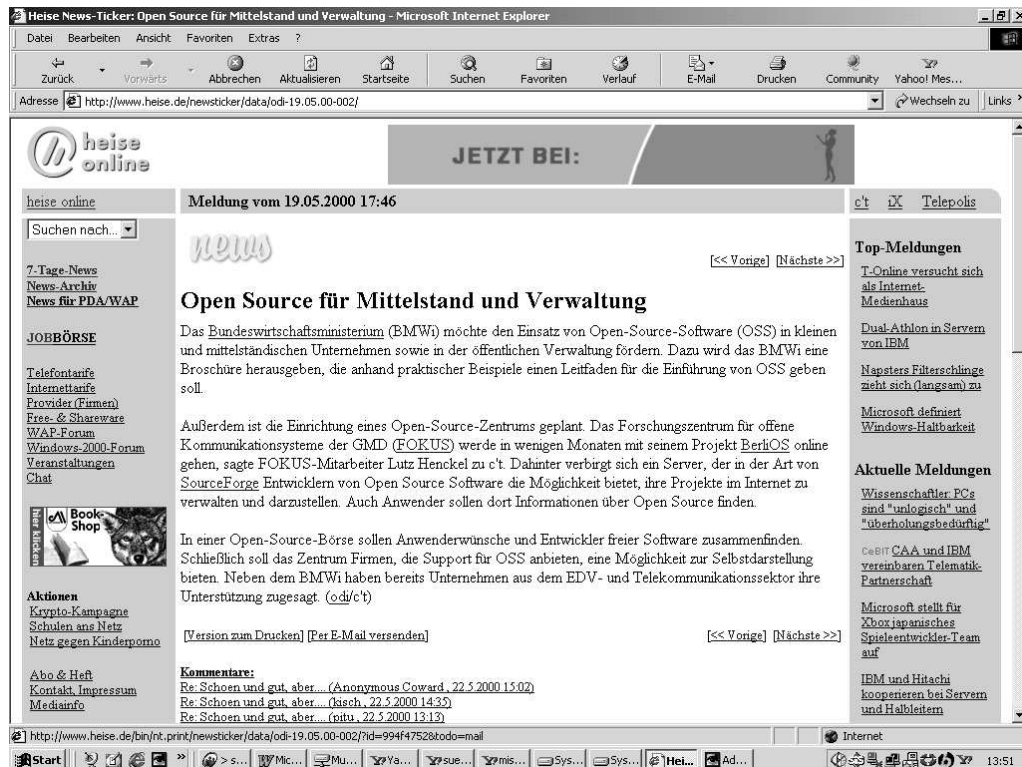 Heise News-Ticker: Open Source für Mittelstand und Verwaltung - Microsoft Internet Explorer
Datei Bearbeiten Ansicht Favoriten Extras ?
Zurück Vorwärts Abbrechen Aktualisieren Startseite Suchen Favoriten Verlauf E-Mail Drucken Community Yahoo! Mes...
Adresse http://www.heise.de/newsticker/data/odi-19.05.00-002/ Wechseln zu Links »
heise
online
JETZT BEI:
heise online
Meldung vom 19.05.2000 17:46
c't iX Telepolis
Suchen nach...
7-Tage-News
News-Archiv
News für PDA/WAP
JOBBÖRSE
Telefontarife
Internettarife
Provider (Firmen)
Free- & Shareware
WAP-Forum
Windows-2000-Forum
Veranstaltungen
Chat
hier klicken
Book-
Shop
Aktionen
Krypto-Kampagne
Schulen ans Netz
Netz gegen Kinderporno
Abo & Heft
Kontakt, Impressum
Mediainfo
news
[<< Vorige] [Nächste >>]
Open Source für Mittelstand und Verwaltung
Das Bundeswirtschaftsministerium (BMWi) möchte den Einsatz von Open-Source-Software (OSS) in kleinen
und mittelständischen Unternehmen sowie in der öffentlichen Verwaltung fördern. Dazu wird das BMWi eine
Broschüre herausgeben, die anhand praktischer Beispiele einen Leitfaden für die Einführung von OSS geben
soll.
Außerdem ist die Einrichtung eines Open-Source-Zentrums geplant. Das Forschungszentrum für offene
Kommunikationsysteme der GMD (FOKUS) werde in wenigen Monaten mit seinem Projekt BerliOS online
gehen, sagte FOKUS-Mitarbeiter Lutz Henckel zu c't. Dahinter verbirgt sich ein Server, der in der Art von
SourceForge Entwicklern von Open Source Software die Möglichkeit bietet, ihre Projekte im Internet zu
verwalten und darzustellen. Auch Anwender sollen dort Informationen über Open Source finden.
In einer Open-Source-Börse sollen Anwenderwünsche und Entwickler freier Software zusammenfinden.
Schließlich soll das Zentrum Firmen, die Support für OSS anbieten, eine Möglichkeit zur Selbstdarstellung
bieten. Neben dem BMWi haben bereits Unternehmen aus dem EDV- und Telekommunikationssektor ihre
Unterstützung zugesagt. (odi/c't)
[Version zum Drucken] [Per E-Mail versenden]
[<< Vorige] [Nächste >>]
Kommentare:
Re: Schoen und gut, aber.... (Anonymous Coward , 22.5.2000 15:02)
Re: Schoen und gut, aber.... (kisch , 22.5.2000 14:35)
Re: Schoen und gut, aber.... (pitu , 22.5.2000 13:13)
Top-Meldungen
T-Online versucht sich
als Internet-
Medienhaus
Dual-Athlon in Servern
von IBM
Napsters Filterschlinge
zieht sich (langsam) zu
Microsoft definiert
Windows-Haltbarkeit
Aktuelle Meldungen
Wissenschaftler: PCs
sind "unlogisch" und
"überholungsbedürftig"
CeBIT CAA und IBM
vereinbaren Telematik-
Partnerschaft
Microsoft stellt für
Xbox japanisches
Spieleentwickler-Team
auf
IBM und Hitachi
kooperieren bei Servern
und Halbleitern
http://www.heise.de/bin/nt.print/newsticker/data/odi-19.05.00-002/?id=994f4752&todo=mail
Internet
Start » > s... Mic... Mu... Ya... sue... mis... Sys... Sys... Hei... Ad... 13:51